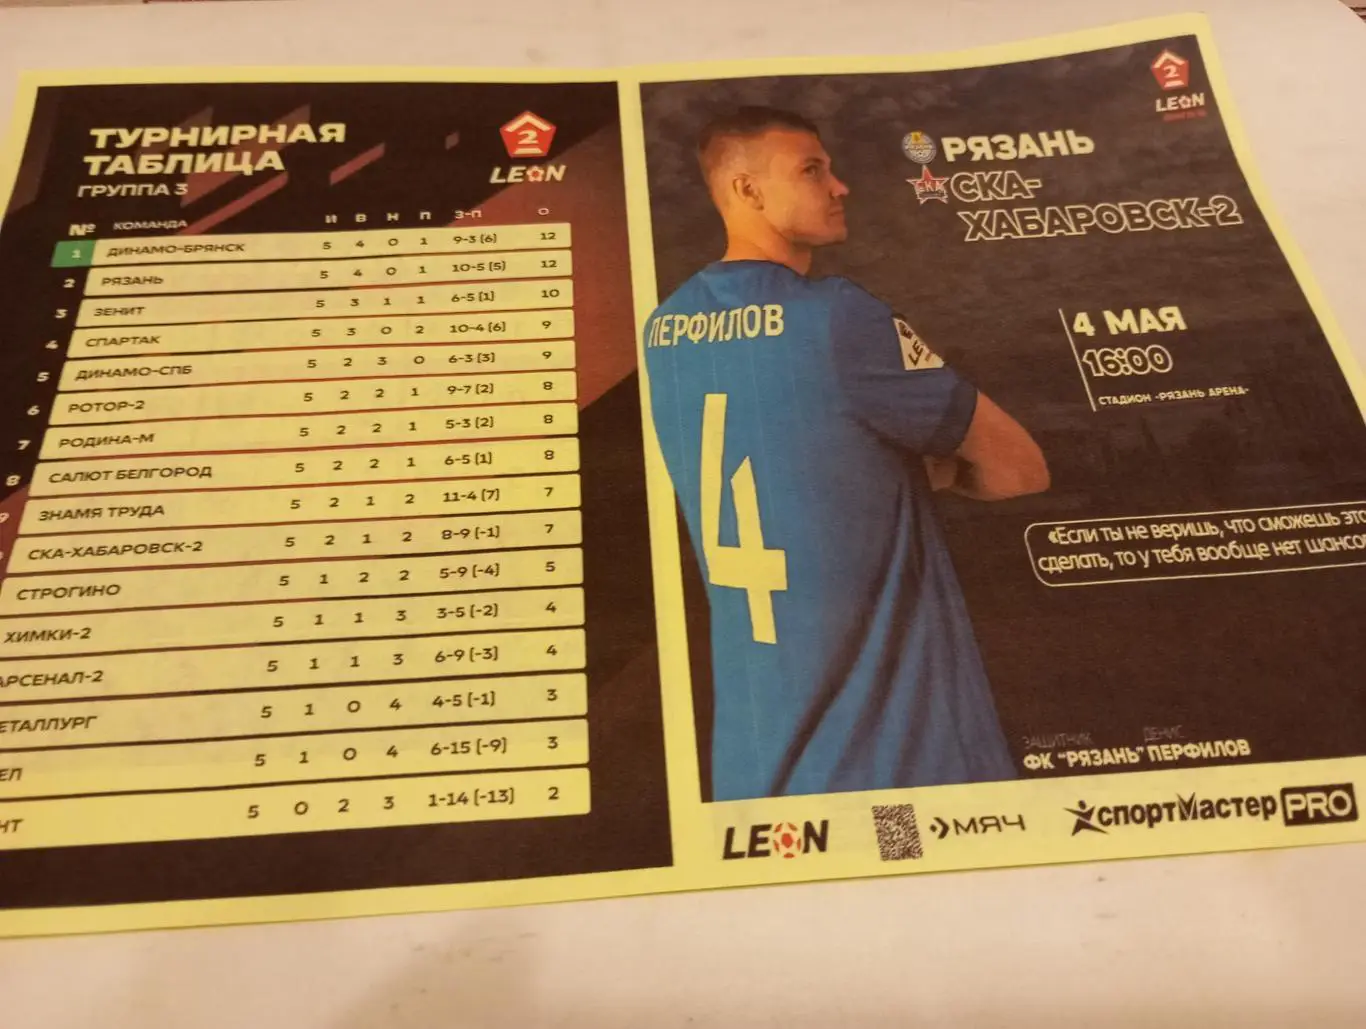 ТУРНИРНАЯ
ТАБЛИЦА
ГРУППА 3
2
LEON
№ КОМАНДА И В Н П З-П О
1 ДИНАМО-БРЯНСК 5 4 0 1 9-3 (6) 12
2 РЯЗАНЬ 5 4 0 1 10-5 (5) 12
3 ЗЕНИТ 5 3 1 1 6-5 (1) 10
4 СПАРТАК 5 3 0 2 10-4 (6) 9
5 ДИНАМО-СПБ 5 2 3 0 6-3 (3) 9
6 РОТОР-2 5 2 2 1 9-7 (2) 8
7 РОДИНА-М 5 2 2 1 5-3 (2) 8
8 САЛЮТ БЕЛГОРОД 5 2 2 1 6-5 (1) 8
9 ЗНАМЯ ТРУДА 5 2 1 2 11-4 (7) 7
СКА-ХАБАРОВСК-2 5 2 1 2 8-9 (-1) 7
СТРОГИНО 5 1 2 2 5-9 (-4) 5
ХИМКИ-2 5 1 1 3 3-5 (-2) 4
АРСЕНАЛ-2 5 1 1 3 6-9 (-3) 4
ЕТАЛЛУРГ 5 1 0 4 4-5 (-1) 3
ЕЛ 5 1 0 4 6-15 (-9) 3
НТ 5 0 2 3 1-14 (-13) 2
2
LEON
РЯЗАНЬ
СКА
СКА-
ХАБАРОВСК-2
4 МАЯ
16:00
СТАДИОН «РЯЗАНЬ АРЕНА»
ПЕРФИЛОВ
4
LEON
«Если ты не веришь, что сможешь это
сделать, то у тебя вообще нет шансов
ЗАЩИТНИК ДЕНИС
ФК "РЯЗАНЬ" ПЕРФИЛОВ
LEON
МЯЧ
спортмастер PRO